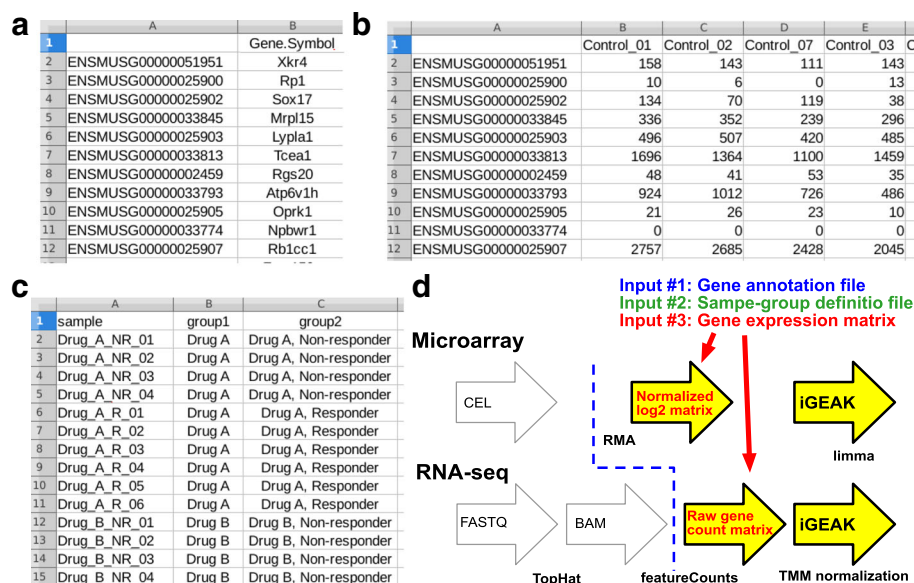 a
A B
1 Gene.Symbol
2 ENSMUSG00000051951 Xkr4
3 ENSMUSG00000025900 Rp1
4 ENSMUSG00000025902 Sox17
5 ENSMUSG00000033845 Mrpl15
6 ENSMUSG00000025903 Lypla1
7 ENSMUSG00000033813 Tcea1
8 ENSMUSG00000002459 Rgs20
9 ENSMUSG00000033793 Atp6v1h
10 ENSMUSG00000025905 Oprk1
11 ENSMUSG00000033774 Npbwr1
12 ENSMUSG00000025907 Rb1cc1
b
A B C D E
1 Control_01 Control_02 Control_07 Control_03 C
2 ENSMUSG00000051951 158 143 111 143
3 ENSMUSG00000025900 10 6 0 13
4 ENSMUSG00000025902 134 70 119 38
5 ENSMUSG00000033845 336 352 239 296
6 ENSMUSG00000025903 496 507 420 485
7 ENSMUSG00000033813 1696 1364 1100 1459
8 ENSMUSG00000002459 48 41 53 35
9 ENSMUSG00000033793 924 1012 726 486
10 ENSMUSG00000025905 21 26 23 10
11 ENSMUSG00000033774 0 0 0 0
12 ENSMUSG00000025907 2757 2685 2428 2045
c
A B C
1 sample group1 group2
2 Drug_A_NR_01 Drug A Drug A, Non-responder
3 Drug_A_NR_02 Drug A Drug A, Non-responder
4 Drug_A_NR_03 Drug A Drug A, Non-responder
5 Drug_A_NR_04 Drug A Drug A, Non-responder
6 Drug_A_R_01 Drug A Drug A, Responder
7 Drug_A_R_02 Drug A Drug A, Responder
8 Drug_A_R_03 Drug A Drug A, Responder
9 Drug_A_R_04 Drug A Drug A, Responder
10 Drug_A_R_05 Drug A Drug A, Responder
11 Drug_A_R_06 Drug A Drug A, Responder
12 Drug_B_NR_01 Drug B Drug B, Non-responder
13 Drug_B_NR_02 Drug B Drug B, Non-responder
14 Drug_B_NR_03 Drug B Drug B, Non-responder
15 Drug_B_NR_04 Drug B Drug B, Non-responder
d
Input #1: Gene annotation file
Input #2: Sampe-group definitio file
Input #3: Gene expression matrix
Microarray
CEL
RMA
Normalized
log2 matrix
iGEAK
limma
RNA-seq
FASTQ
TopHat
BAM
featureCounts
Raw gene
count matrix
iGEAK
TMM normalization